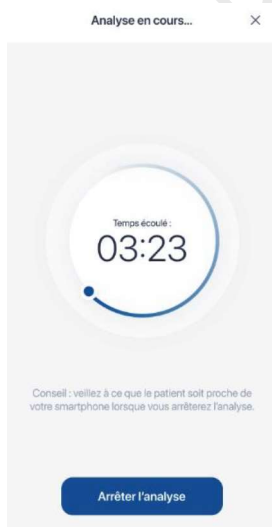 Analyse en cours...
Temps écoulé :
03:23
Conseil : veillez à ce que le patient soit proche de
votre smartphone lorsque vous arrêterez l'analyse.
Arrêter l'analyse